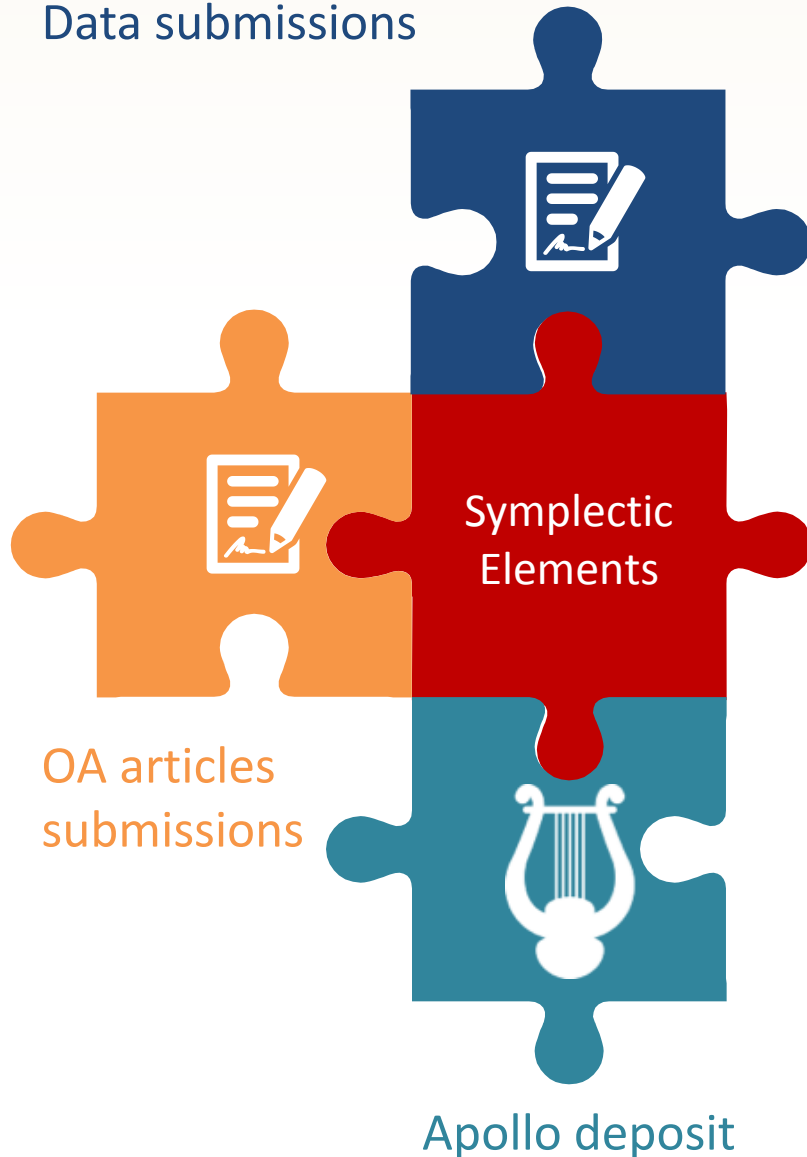 Data submissions
Symplectic
Elements
OA articles
submissions
Apollo deposit